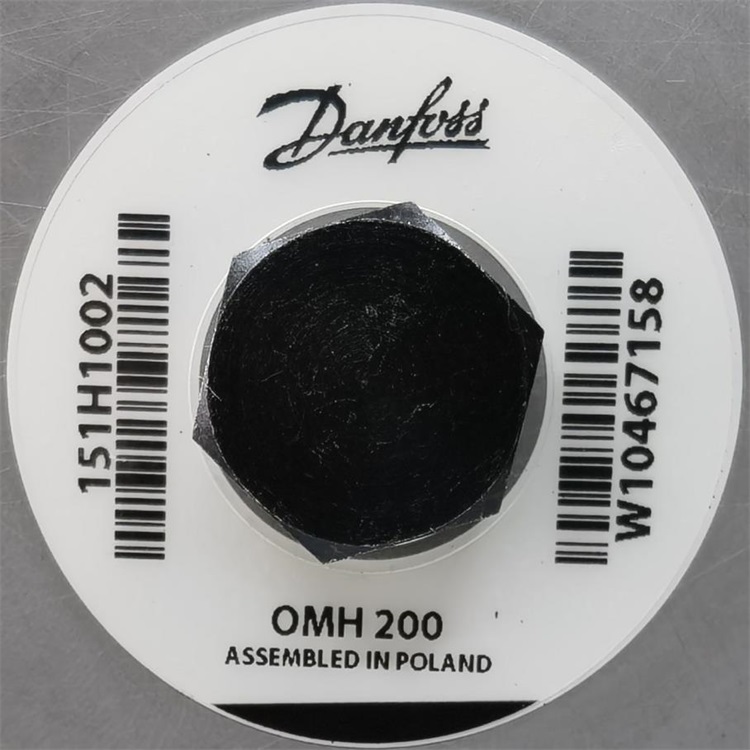 Danfoss
151H1002
W10467158
OMH 200
ASSEMBLED IN POLAND